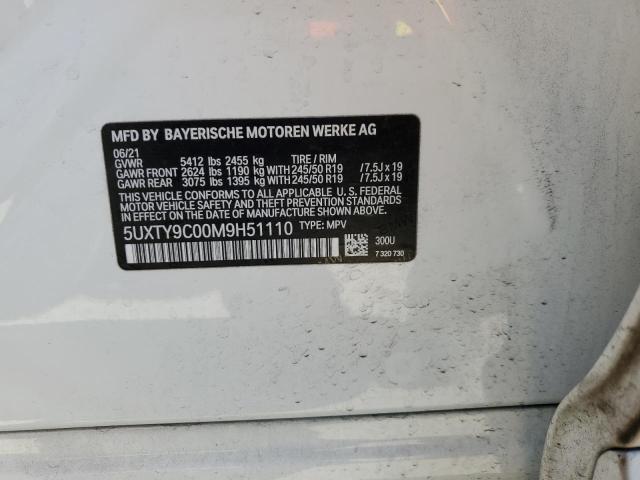 MFD BY BAYERISCHE MOTOREN WERKE AG
06/21
GVWR 5412 lbs 2455 kg TIRE / RIM
GAWR FRONT 2624 lbs 1190 kg WITH 245/50 R19 / 7.5J x 19
GAWR REAR 3075 lbs 1395 kg WITH 245/50 R19 / 7.5J x 19
THIS VEHICLE CONFORMS TO ALL APPLICABLE U. S. FEDERAL
MOTOR VEHICLE SAFETY AND THEFT PREVENTION STANDARDS
IN EFFECT ON THE DATE OF MANUFACTURE SHOWN ABOVE.
5UXTY9C00M9H51110 TYPE: MPV
300U
7 320 730